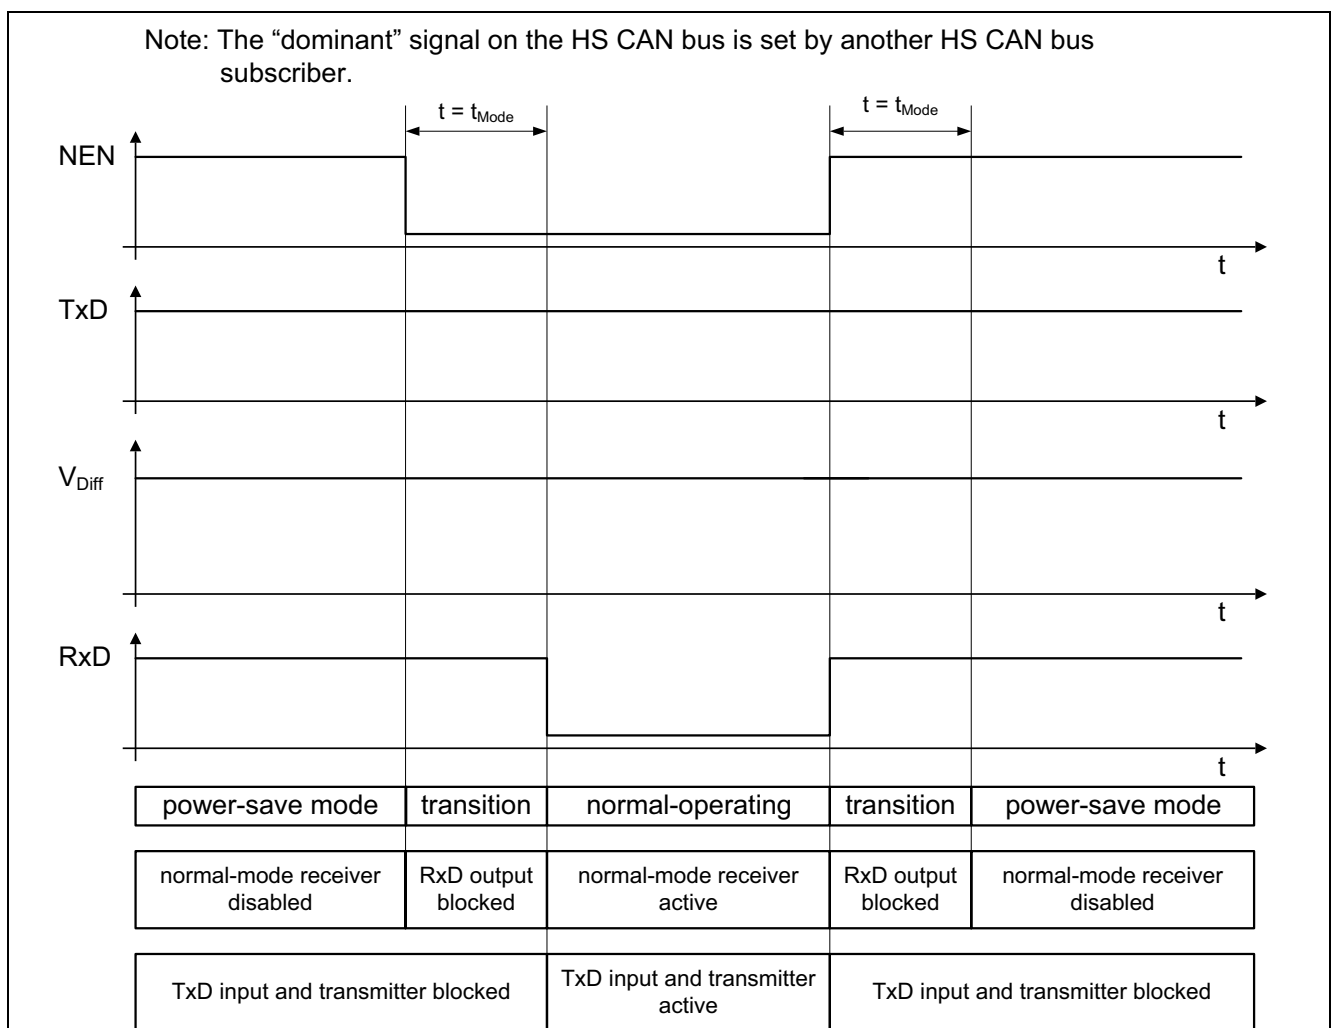 Note: The “dominant” signal on the HS CAN bus is set by another HS CAN bus
subscriber.
t = tMode
t = tMode
NEN
t
TxD
t
VDiff
t
RxD
t
power-save mode
transition
normal-operating
transition
power-save mode
normal-mode receiver
disabled
RxD output
blocked
normal-mode receiver
active
RxD output
blocked
normal-mode receiver
disabled
TxD input and transmitter blocked
TxD input and transmitter
active
TxD input and transmitter blocked